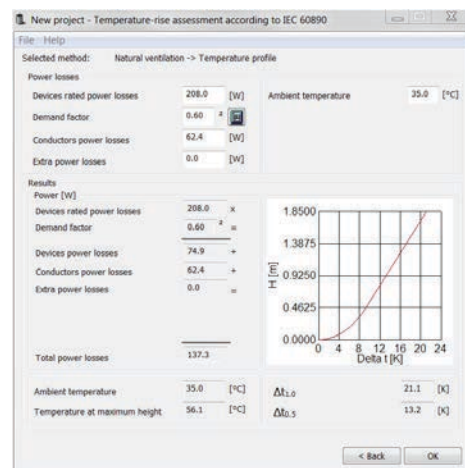 New project - Temperature-rise assessment according to IEC 60890
File Help
Selected method: Natural ventilation -> Temperature profile
Power losses
Devices rated power losses 208.0 [W] Ambient temperature 35.0 [°C]
Demand factor 0.60 ²
Conductors power losses 62.4 [W]
Extra power losses 0.0 [W]
Results
Power [W]
Devices rated power losses 208.0 x
Demand factor 0.60 ² =
Devices power losses 74.9 +
Conductors power losses 62.4 +
Extra power losses 0.0 =
Total power losses 137.3
H [m]
1.8500
1.3875
0.9250
0.4625
0.0000
0 4 8 12 16 20 24
Delta t [K]
Ambient temperature 35.0 [°C] Δt1.0 21.1 [K]
Temperature at maximum height 56.1 [°C] Δt0.5 13.2 [K]
< Back OK